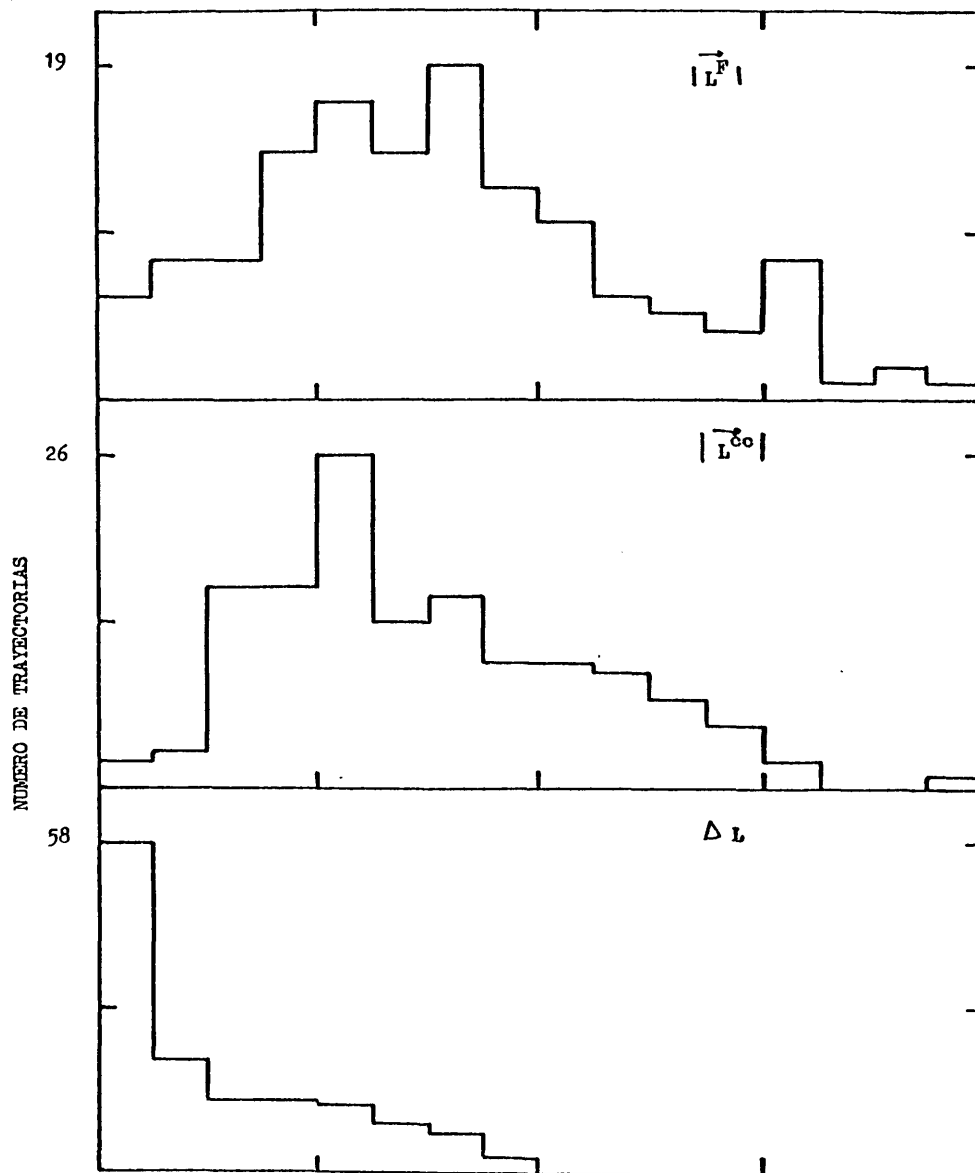 19
|L^F|
26
|L^CO|
NUMERO DE TRAYECTORIAS
58
Δ L